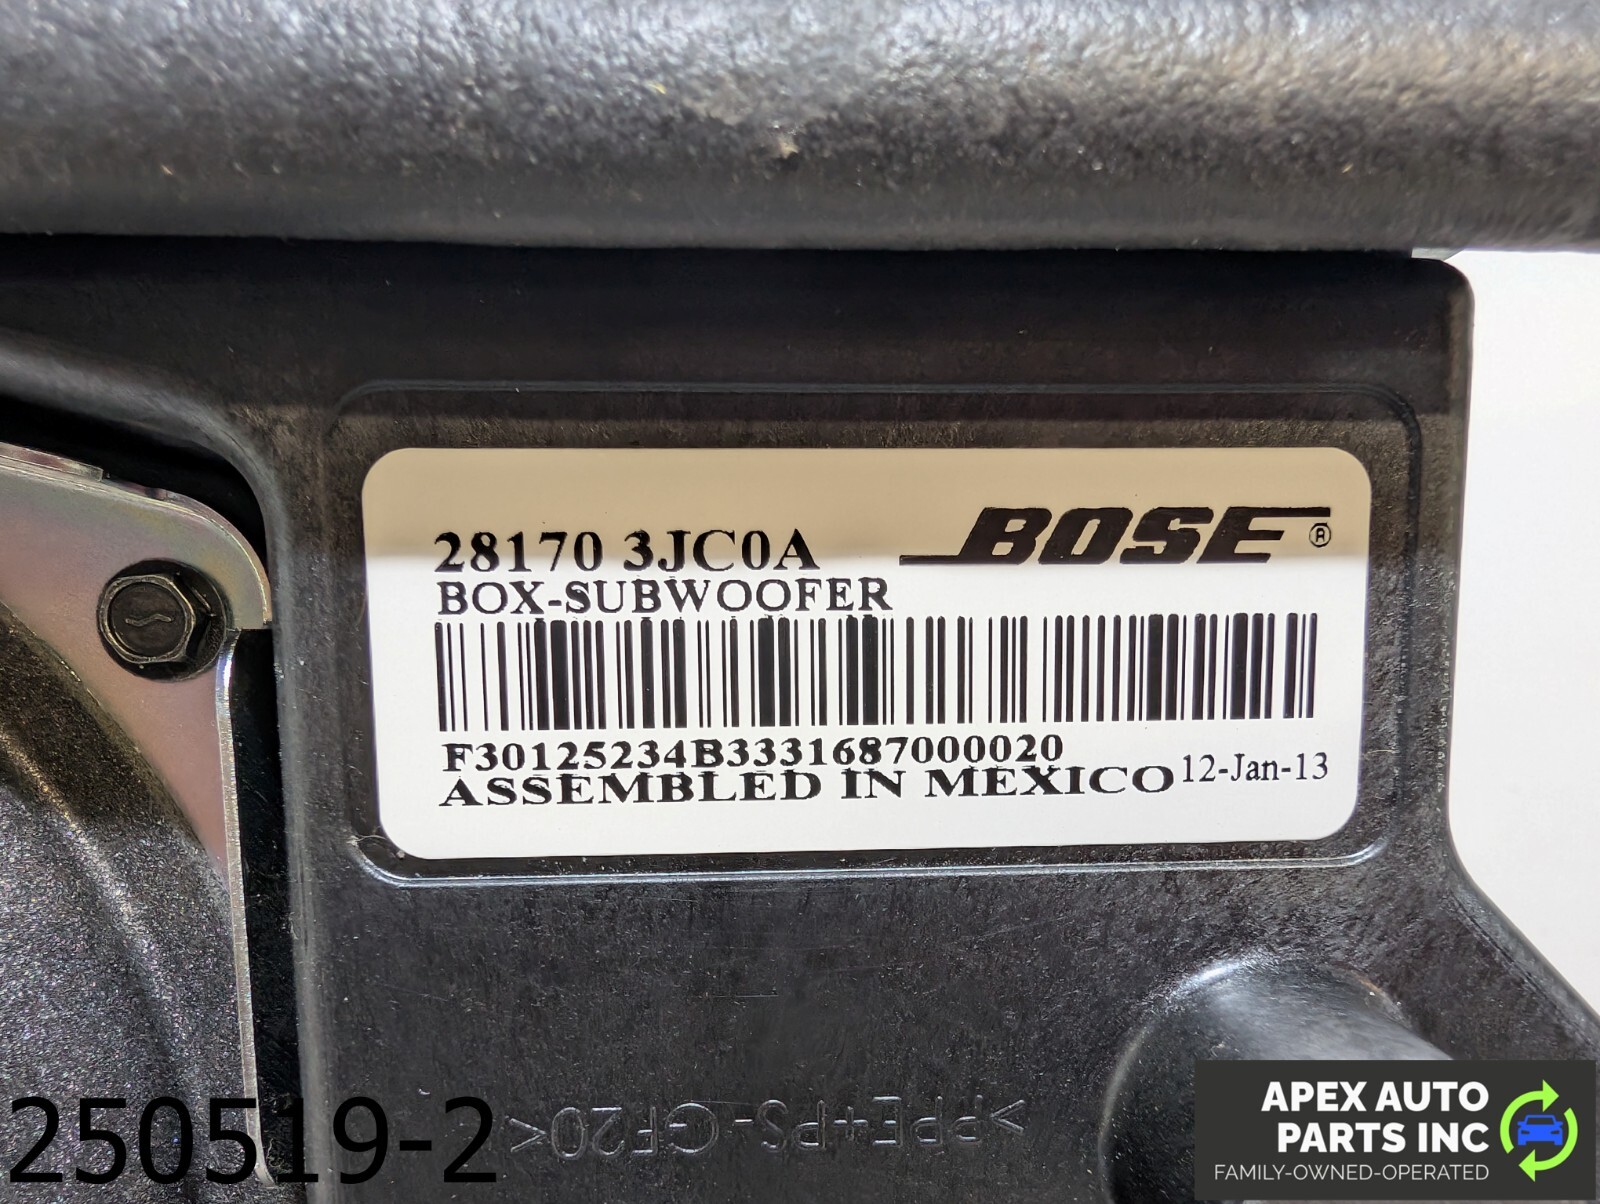 28170 3JC0A
BOSE®
BOX-SUBWOOFER
F30125234B3331687000020
ASSEMBLED IN MEXICO 12-Jan-13
>PPE+PS-GF20<
250519-2
APEX AUTO
PARTS INC
FAMILY-OWNED-OPERATED